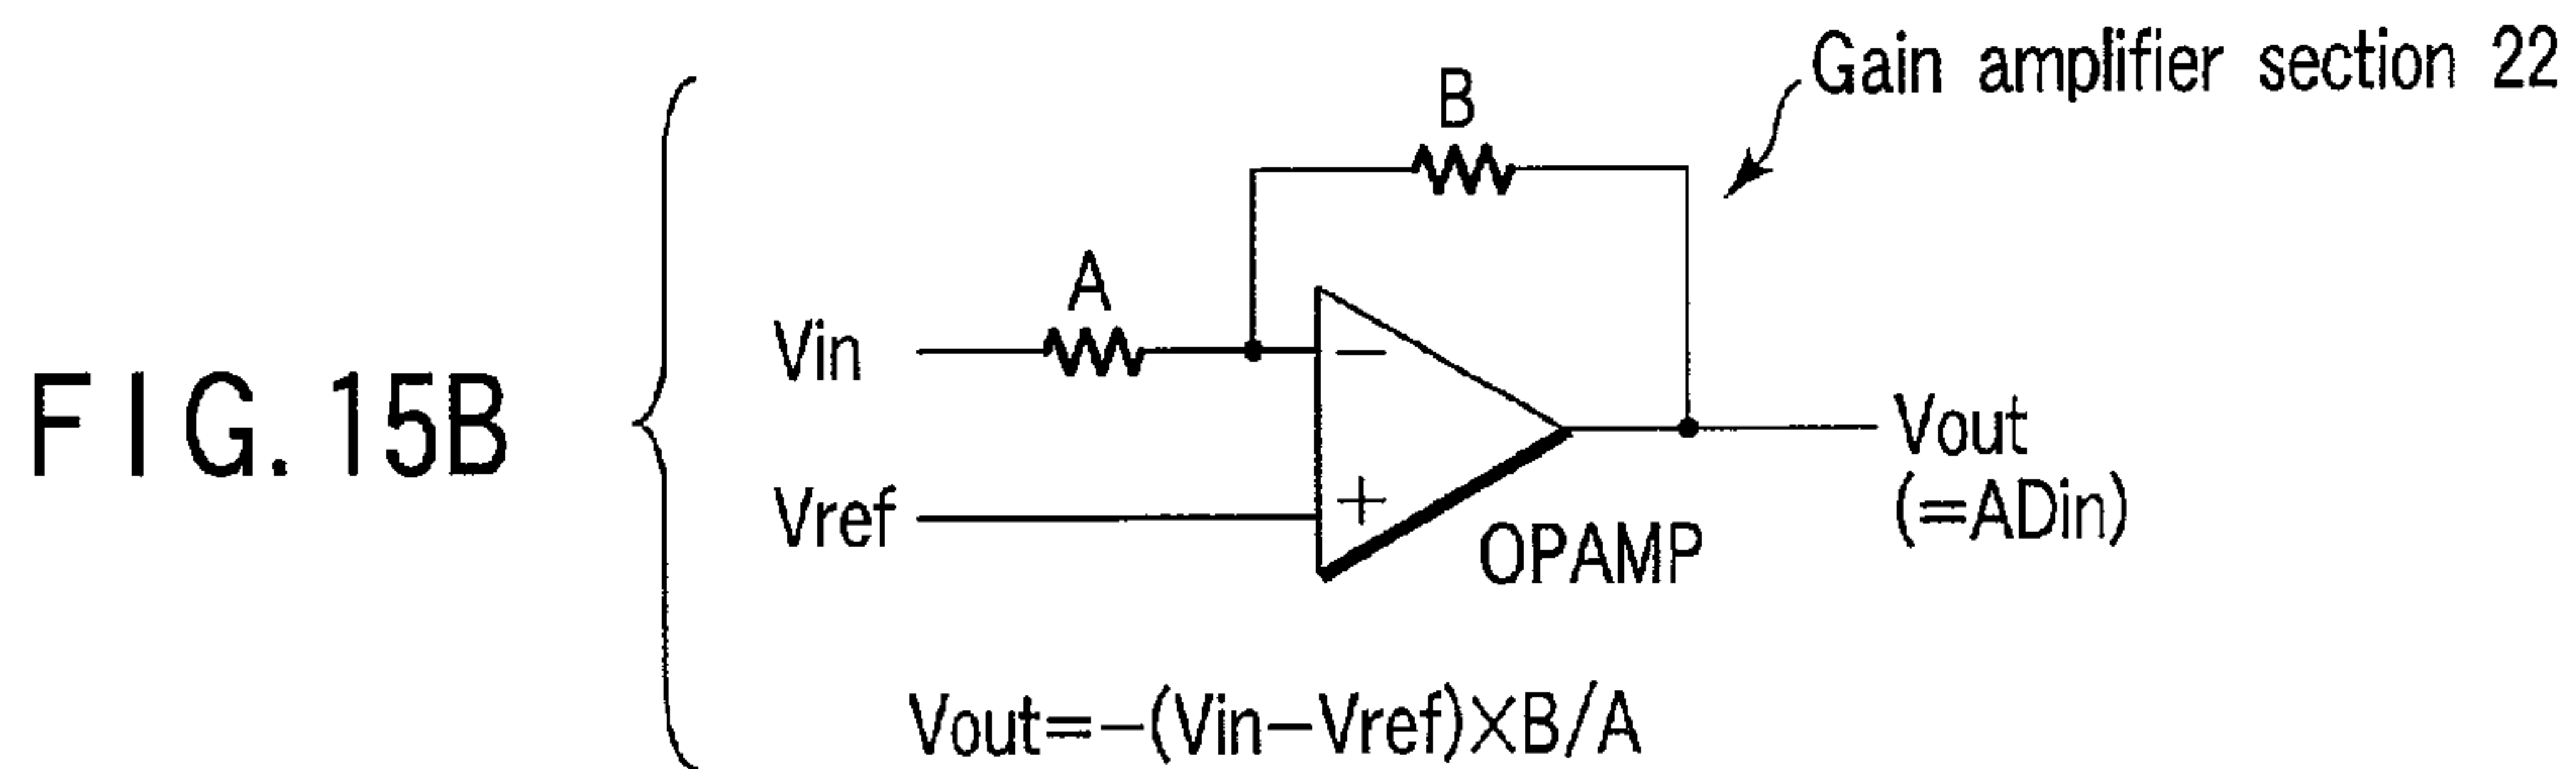 Gain amplifier section 22
B
A
Vin
−
FIG. 15B
Vout
(=ADin)
Vref
+
OPAMP
Vout=−(Vin−Vref)×B/A